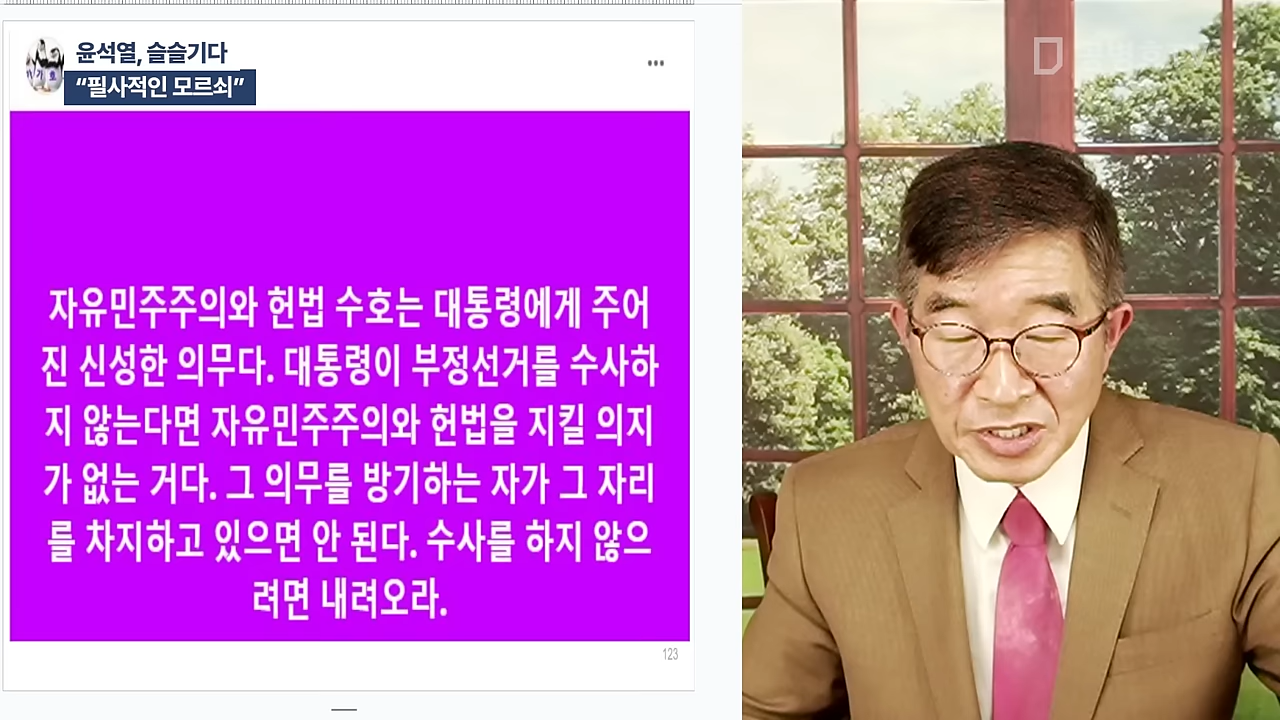 윤석열, 슬슬기다
“필사적인 모르쇠”
자유민주주의와 헌법 수호는 대통령에게 주어
진 신성한 의무다. 대통령이 부정선거를 수사하
지 않는다면 자유민주주의와 헌법을 지킬 의지
가 없는 거다. 그 의무를 방기하는 자가 그 자리
를 차지하고 있으면 안 된다. 수사를 하지 않으
려면 내려오라.
123